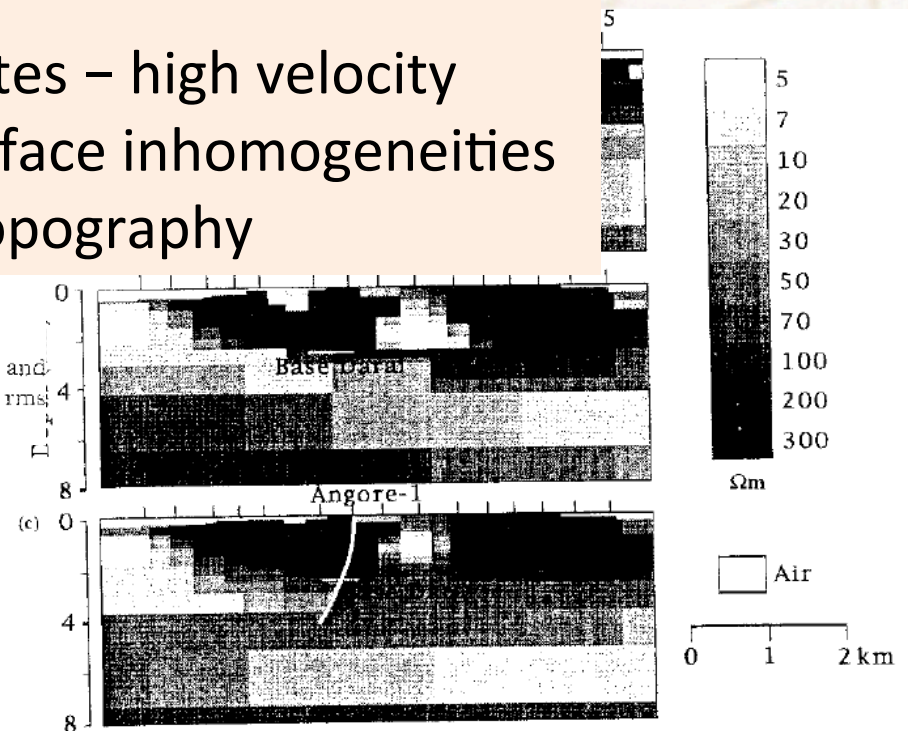 5
tes – high velocity
face inhomogeneities
opography
5
7
10
20
30
50
70
100
200
300
Ωm
0
and
rms
Base Darai
4
8
Angore-1
(c)
0
4
8
Air
0 1 2 km